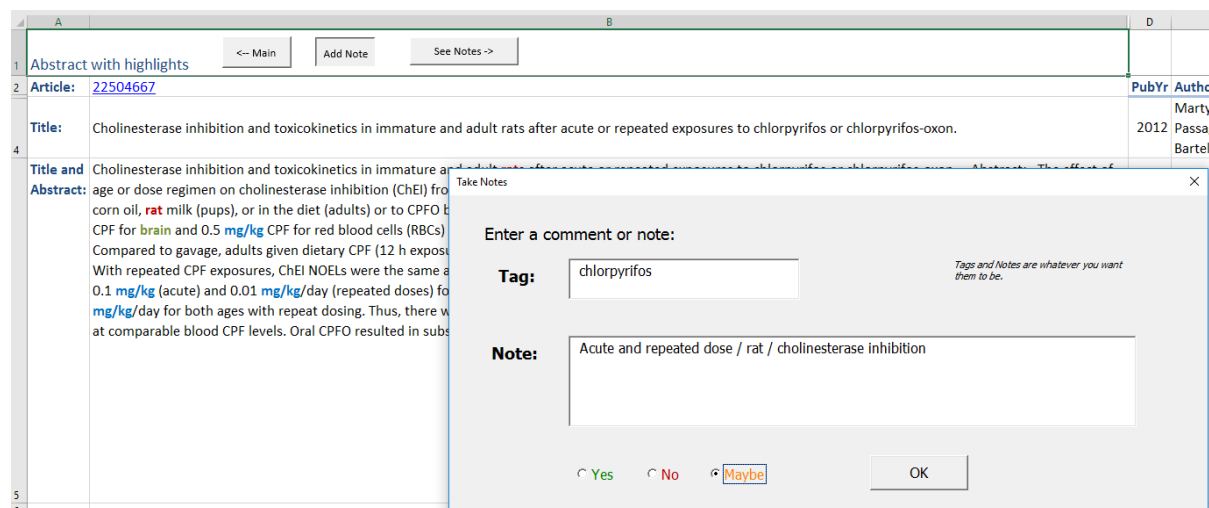 A B D
1 Abstract with highlights <-- Main Add Note See Notes ->
2 Article: 22504667 PubYr Autho
Marty
Title: Cholinesterase inhibition and toxicokinetics in immature and adult rats after acute or repeated exposures to chlorpyrifos or chlorpyrifos-oxon. 2012 Passa
4 Bartel
Title and Cholinesterase inhibition and toxicokinetics in immature a
Abstract: age or dose regimen on cholinesterase inhibition (ChEI) fro
corn oil, rat milk (pups), or in the diet (adults) or to CPFO b
CPF for brain and 0.5 mg/kg CPF for red blood cells (RBCs)
Compared to gavage, adults given dietary CPF (12 h exposu
With repeated CPF exposures, ChEI NOELs were the same a
0.1 mg/kg (acute) and 0.01 mg/kg/day (repeated doses) fo
mg/kg/day for both ages with repeat dosing. Thus, there w
at comparable blood CPF levels. Oral CPFO resulted in subs
5
Take Notes
Enter a comment or note:
Tag: chlorpyrifos
Tags and Notes are whatever you want
them to be.
Note: Acute and repeated dose / rat / cholinesterase inhibition
Yes No Maybe OK